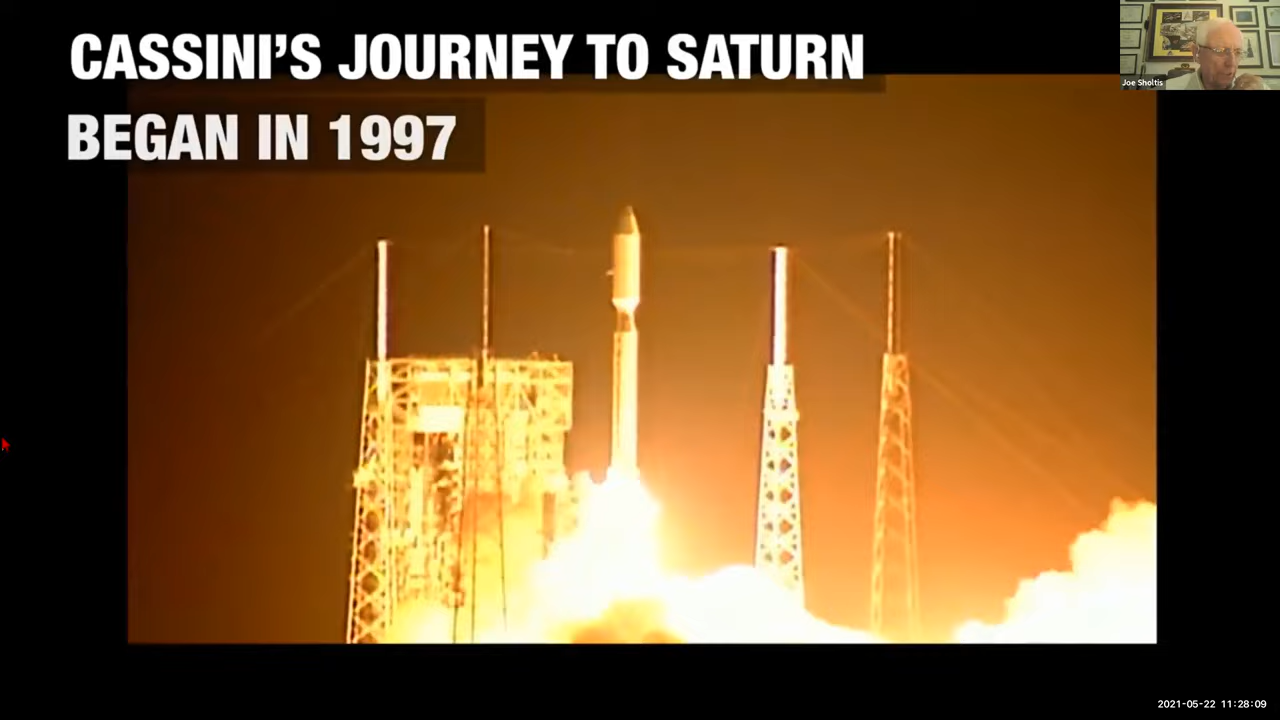 CASSINI'S JOURNEY TO SATURN
BEGAN IN 1997
Joe Sholtis
2021-05-22 11:28:09